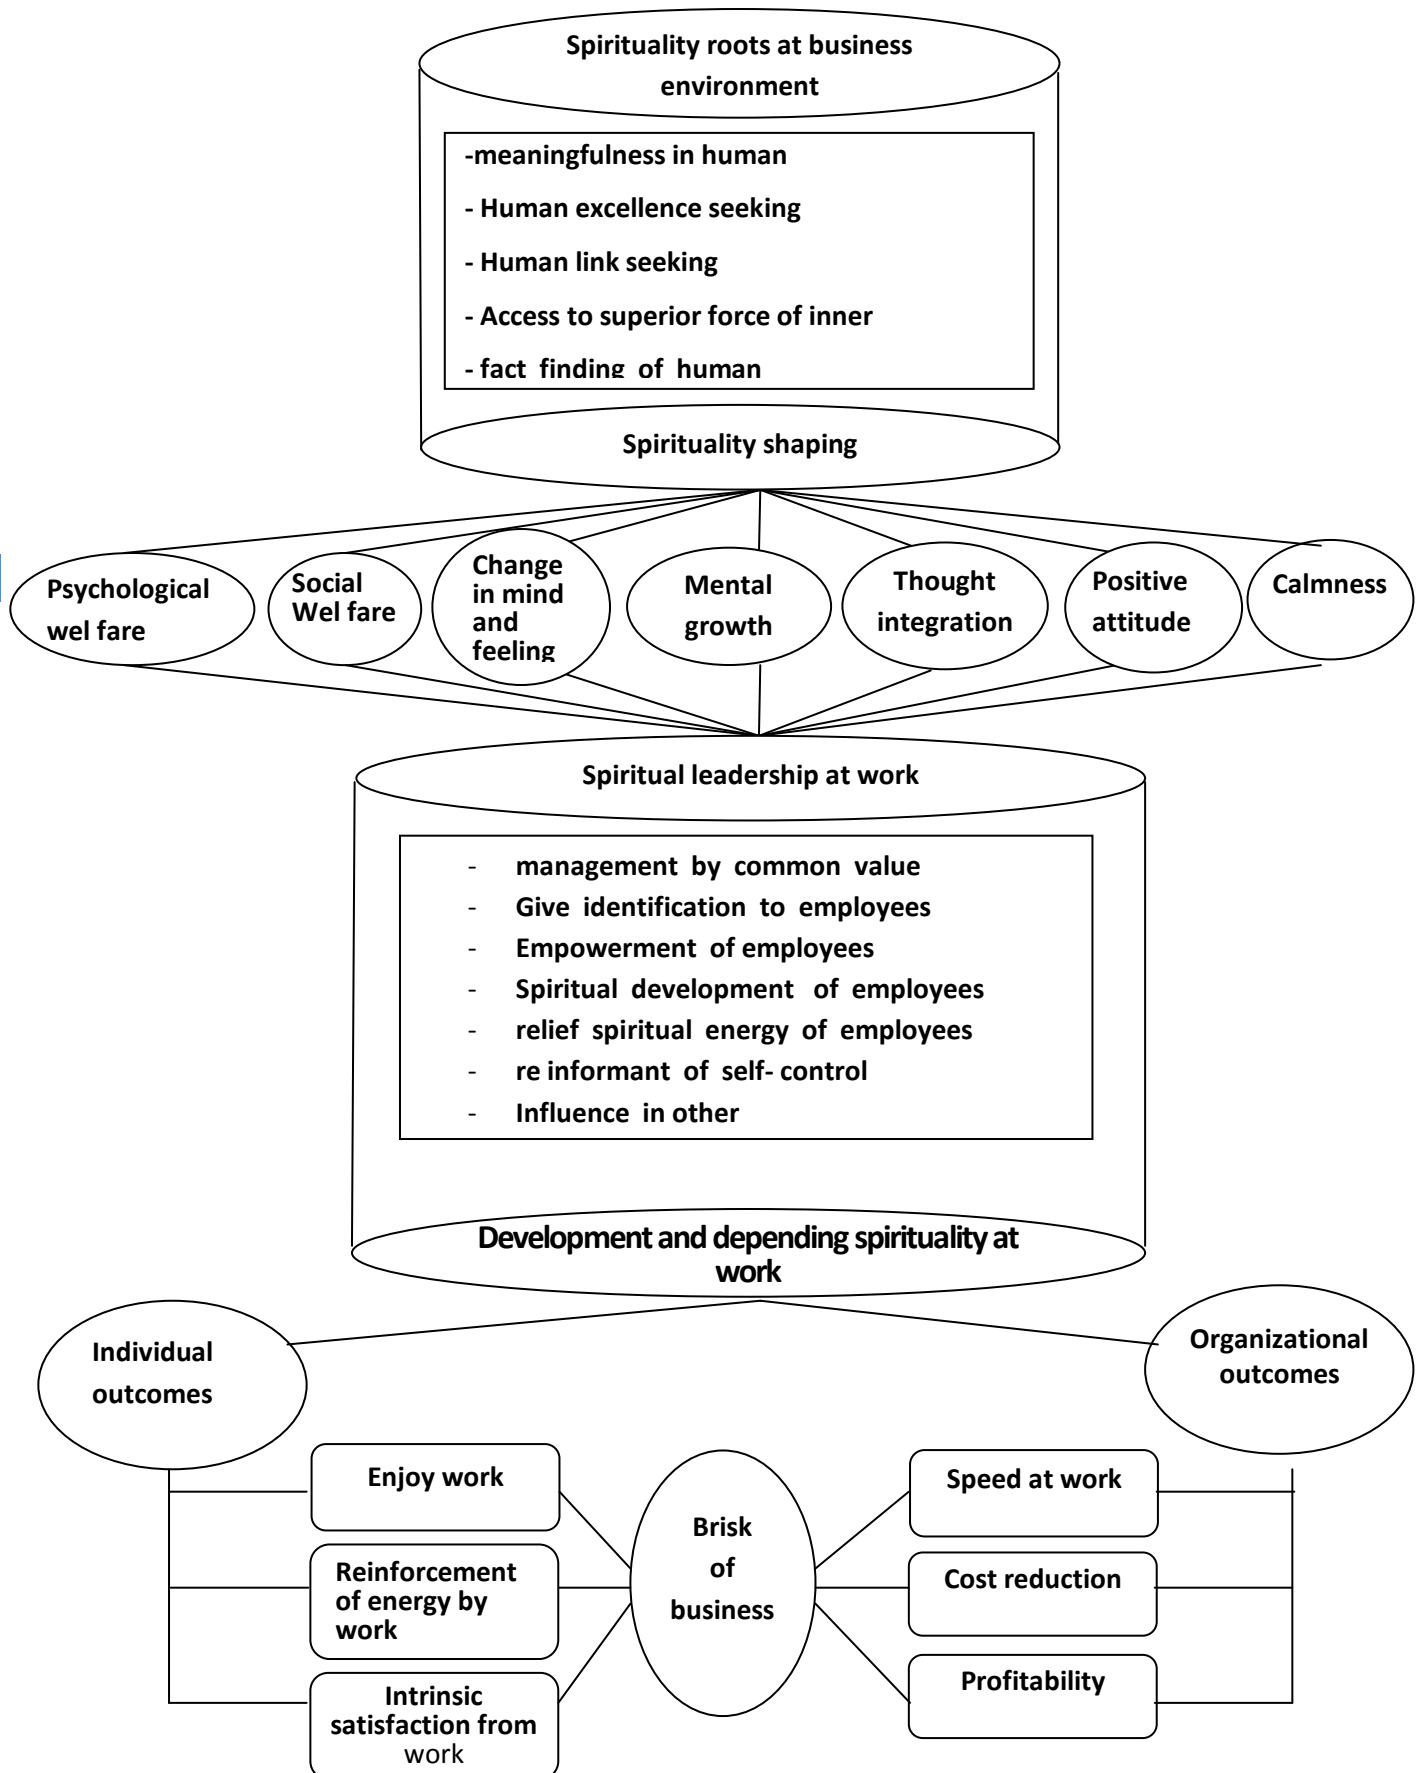 Spirituality roots at business
environment
-meaningfulness in human
- Human excellence seeking
- Human link seeking
- Access to superior force of inner
- fact finding of human
Spirituality shaping
Psychological
wel fare
Social
Wel fare
Change
in mind
and
feeling
Mental
growth
Thought
integration
Positive
attitude
Calmness
Spiritual leadership at work
- management by common value
- Give identification to employees
- Empowerment of employees
- Spiritual development of employees
- relief spiritual energy of employees
- re informant of self- control
- Influence in other
Development and depending spirituality at
work
Individual
outcomes
Organizational
outcomes
Enjoy work
Reinforcement
of energy by
work
Intrinsic
satisfaction from
work
Brisk
of
business
Speed at work
Cost reduction
Profitability